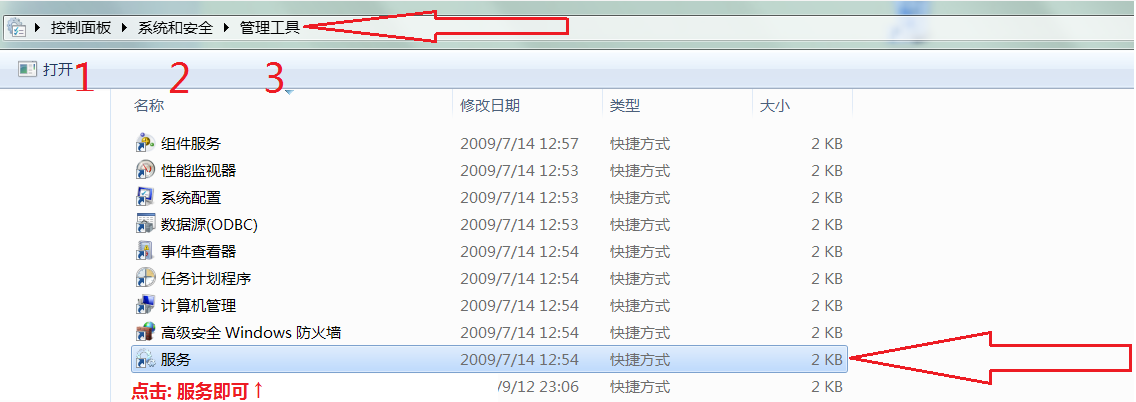 控制面板 系统和安全 管理工具
打开 1 2 3
名称 修改日期 类型 大小
组件服务 2009/7/14 12:57 快捷方式 2 KB
性能监视器 2009/7/14 12:53 快捷方式 2 KB
系统配置 2009/7/14 12:53 快捷方式 2 KB
数据源(ODBC) 2009/7/14 12:53 快捷方式 2 KB
事件查看器 2009/7/14 12:54 快捷方式 2 KB
任务计划程序 2009/7/14 12:54 快捷方式 2 KB
计算机管理 2009/7/14 12:54 快捷方式 2 KB
高级安全 Windows 防火墙 2009/7/14 12:54 快捷方式 2 KB
服务 2009/7/14 12:54 快捷方式 2 KB
点击: 服务即可↑ /9/12 23:06 快捷方式 2 KB